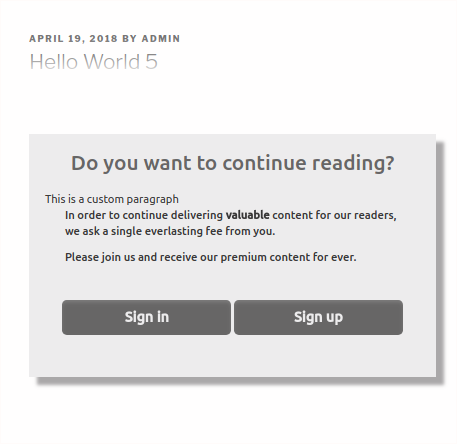 APRIL 19, 2018 BY ADMIN
Hello World 5
Do you want to continue reading?
This is a custom paragraph
In order to continue delivering valuable content for our readers,
we ask a single everlasting fee from you.
Please join us and receive our premium content for ever.
Sign in
Sign up